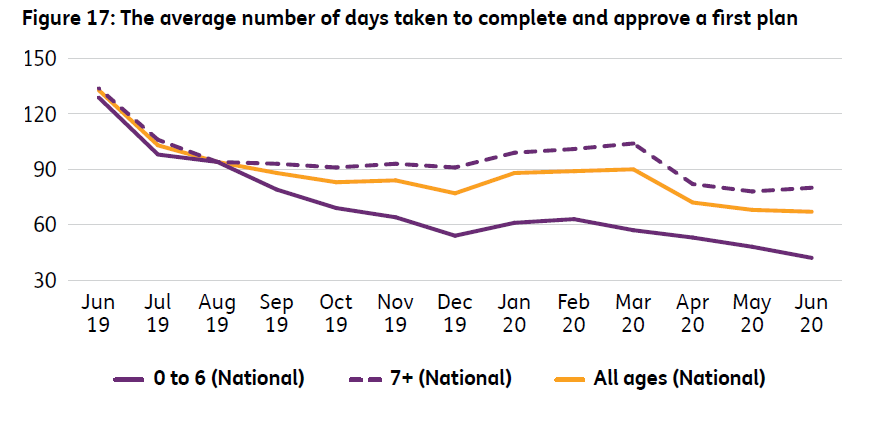 Figure 17: The average number of days taken to complete and approve a first plan
150
120
90
60
30
Jun Jul Aug Sep Oct Nov Dec Jan Feb Mar Apr May Jun
19 19 19 19 19 19 19 20 20 20 20 20 20
0 to 6 (National) 7+ (National) All ages (National)